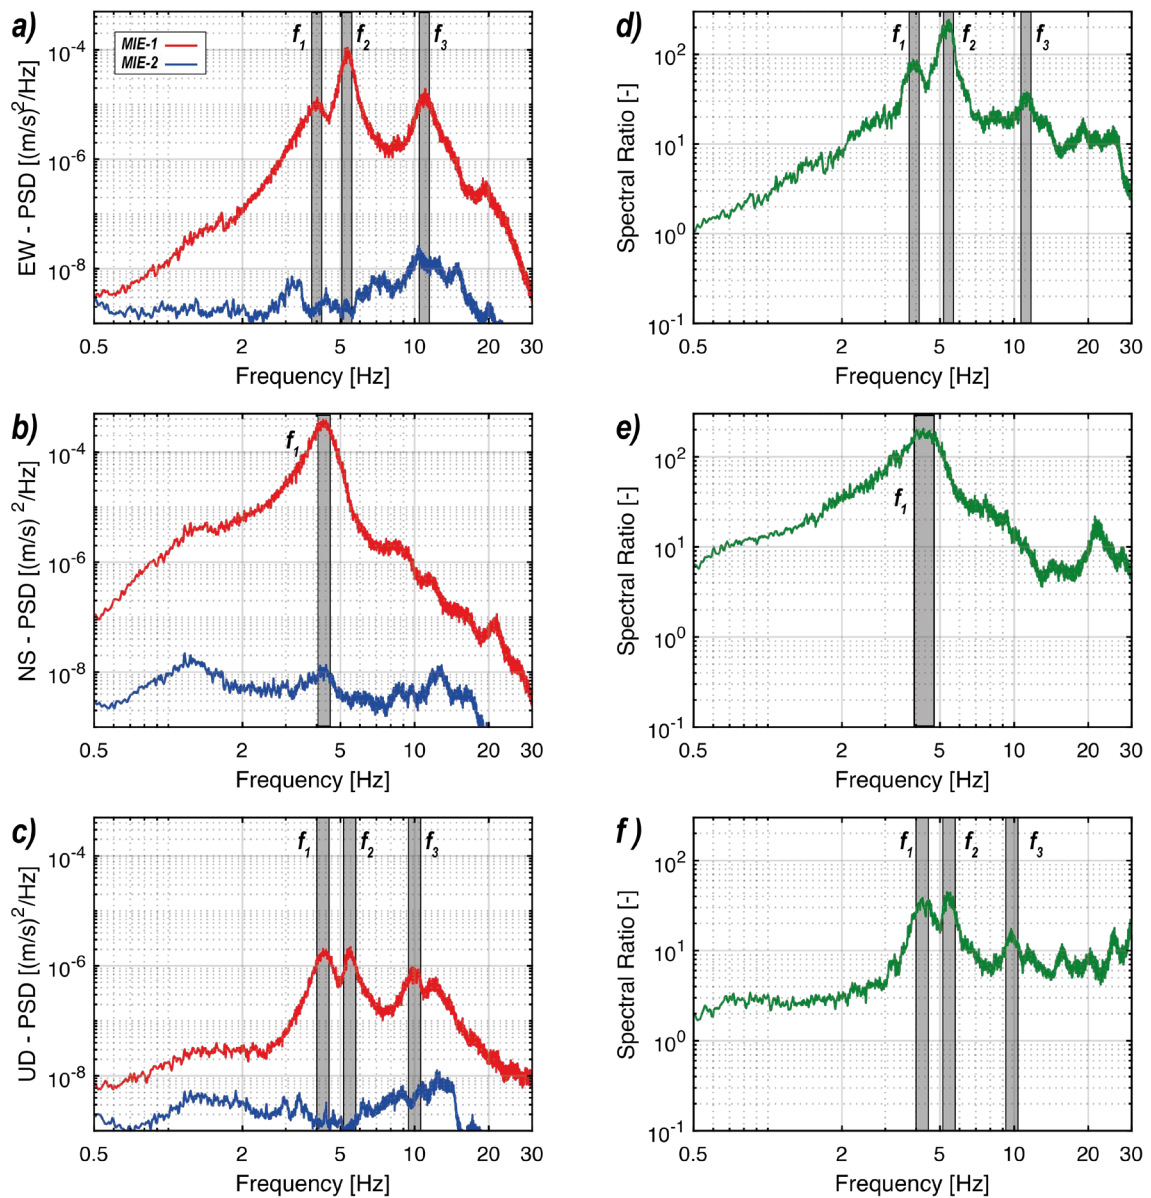 a)
EW - PSD [(m/s)²/Hz]
10⁻⁴
10⁻⁶
10⁻⁸
MIE-1
MIE-2
f₁ f₂ f₃
0.5 2 5 10 20 30
Frequency [Hz]
d)
Spectral Ratio [-]
10²
10¹
10⁰
10⁻¹
f₁ f₂ f₃
0.5 2 5 10 20 30
Frequency [Hz]
b)
NS - PSD [(m/s) ²/Hz]
10⁻⁴
10⁻⁶
10⁻⁸
f₁
0.5 2 5 10 20 30
Frequency [Hz]
e)
Spectral Ratio [-]
10²
10¹
10⁰
10⁻¹
f₁
0.5 2 5 10 20 30
Frequency [Hz]
c)
UD - PSD [(m/s)²/Hz]
10⁻⁴
10⁻⁶
10⁻⁸
f₁ f₂ f₃
0.5 2 5 10 20 30
Frequency [Hz]
f )
Spectral Ratio [-]
10²
10¹
10⁰
10⁻¹
f₁ f₂ f₃
0.5 2 5 10 20 30
Frequency [Hz]